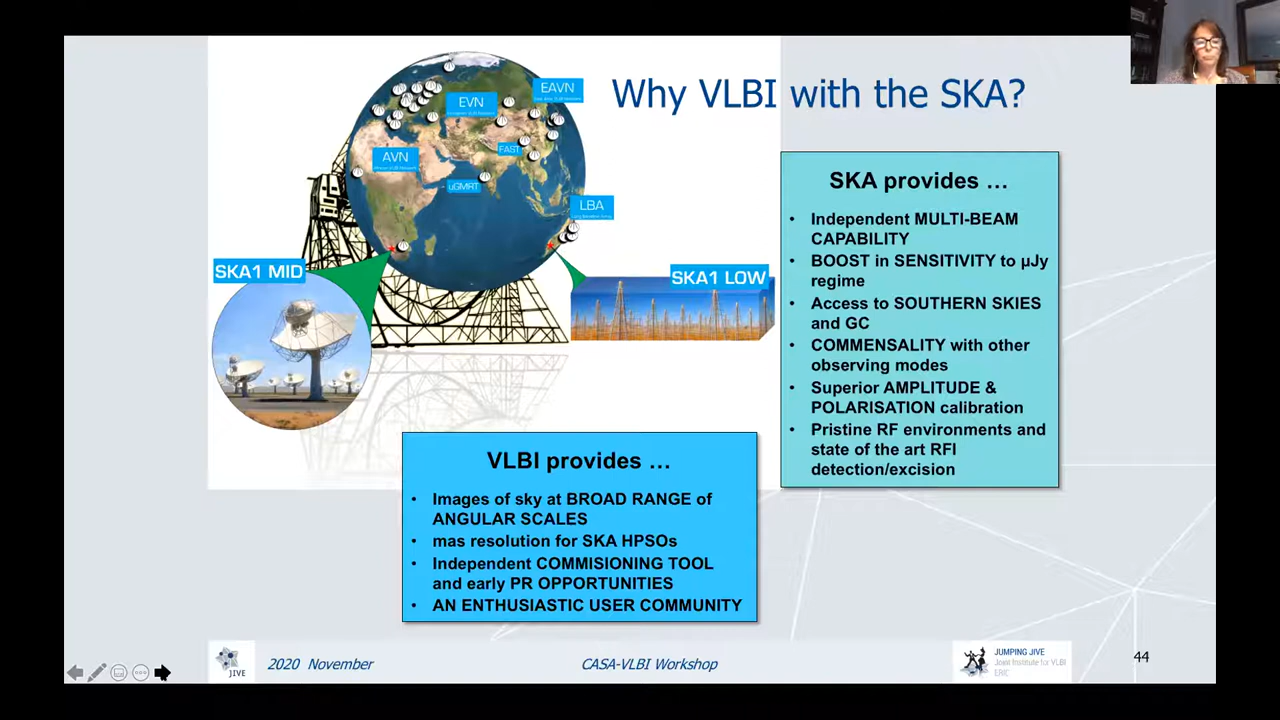 Why VLBI with the SKA?
EVN
EAVN
AVN
FAST
uGMRT
LBA
SKA1 MID
SKA1 LOW
SKA provides …
• Independent MULTI-BEAM
CAPABILITY
• BOOST in SENSITIVITY to µJy
regime
• Access to SOUTHERN SKIES
and GC
• COMMENSALITY with other
observing modes
• Superior AMPLITUDE &
POLARISATION calibration
• Pristine RF environments and
state of the art RFI
detection/excision
VLBI provides …
• Images of sky at BROAD RANGE of
ANGULAR SCALES
• mas resolution for SKA HPSOs
• Independent COMMISIONING TOOL
and early PR OPPORTUNITIES
• AN ENTHUSIASTIC USER COMMUNITY
JIVE
2020 November
CASA-VLBI Workshop
JUMPING JIVE
Joint Institute for VLBI
ERIC
44